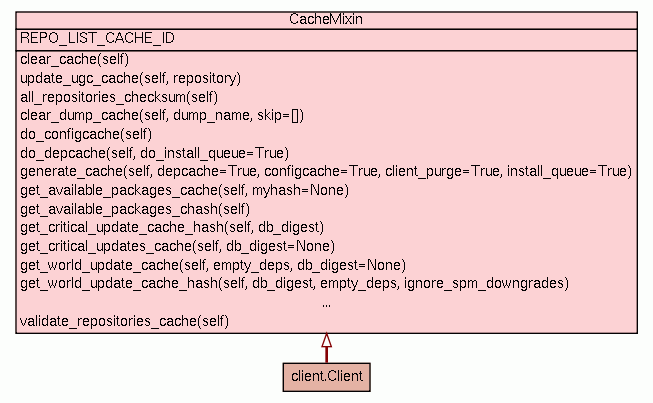 CacheMixin
REPO_LIST_CACHE_ID
clear_cache(self)
update_ugc_cache(self, repository)
all_repositories_checksum(self)
clear_dump_cache(self, dump_name, skip=[])
do_configcache(self)
do_depcache(self, do_install_queue=True)
generate_cache(self, depcache=True, configcache=True, client_purge=True, install_queue=True)
get_available_packages_cache(self, myhash=None)
get_available_packages_chash(self)
get_critical_update_cache_hash(self, db_digest)
get_critical_updates_cache(self, db_digest=None)
get_world_update_cache(self, empty_deps, db_digest=None)
get_world_update_cache_hash(self, db_digest, empty_deps, ignore_spm_downgrades)
...
validate_repositories_cache(self)
client.Client